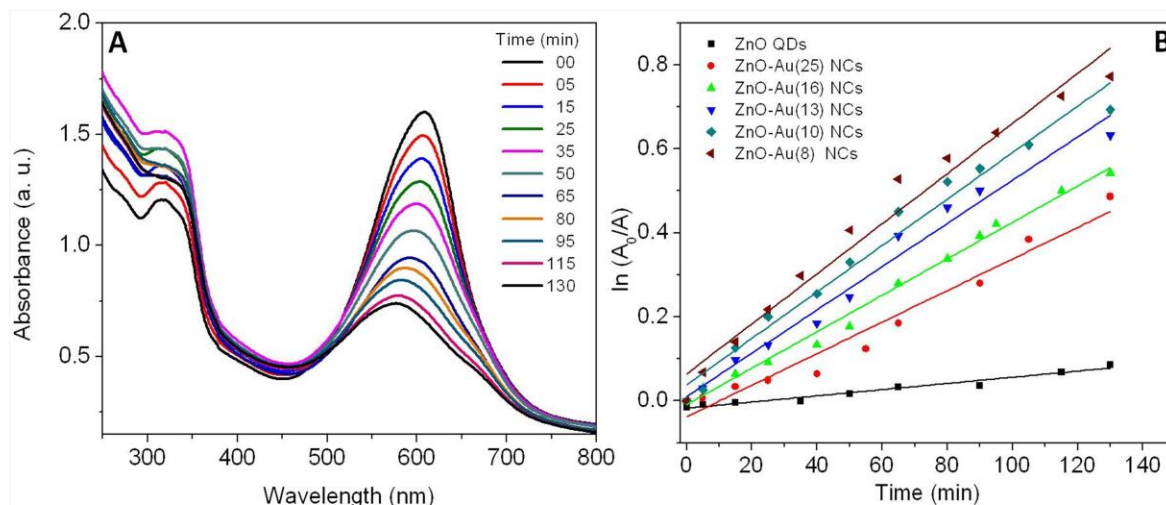 A
Time (min)
00
05
15
25
35
50
65
80
95
115
130
2.0
1.5
1.0
0.5
Absorbance (a. u.)
300
400
500
600
700
800
Wavelength (nm)
B
ZnO QDs
ZnO-Au(25) NCs
ZnO-Au(16) NCs
ZnO-Au(13) NCs
ZnO-Au(10) NCs
ZnO-Au(8) NCs
0.8
0.6
0.4
0.2
0.0
ln (A₀/A)
0
20
40
60
80
100
120
140
Time (min)